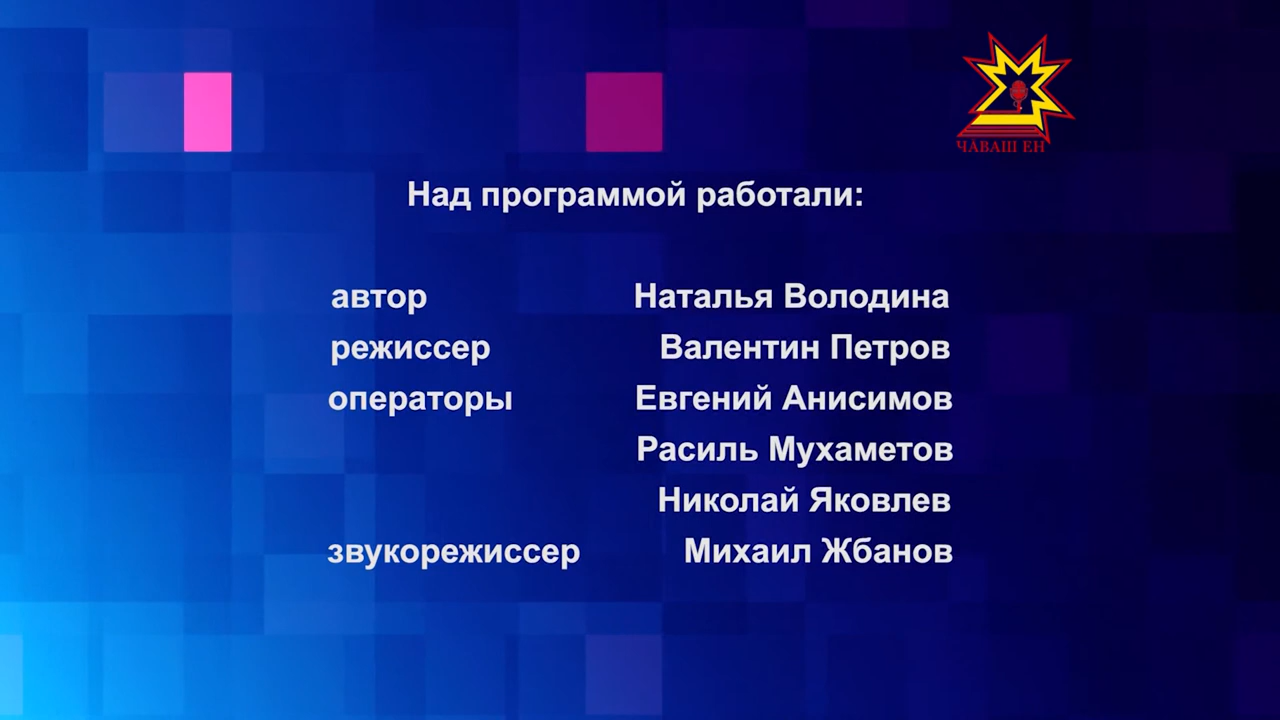 ЧӐВАШ ЕН
Над программой работали:
автор Наталья Володина
режиссер Валентин Петров
операторы Евгений Анисимов
Расиль Мухаметов
Николай Яковлев
звукорежиссер Михаил Жбанов